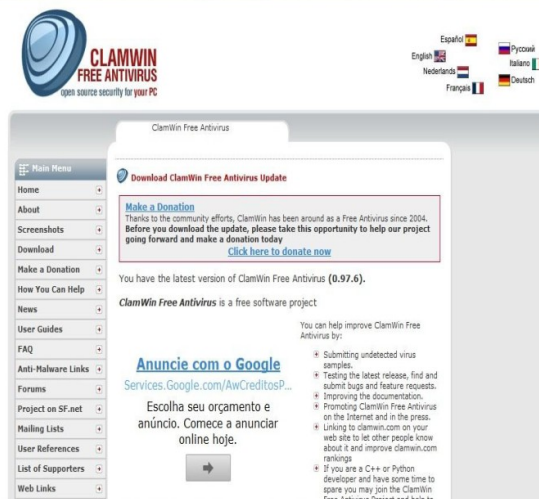 CLAMWIN
FREE ANTIVIRUS
open source security for your PC
Español
English
Nederlands
Français
Русский
Italiano
Deutsch
ClamWin Free Antivirus
Main Menu
Home
About
Screenshots
Download
Make a Donation
How You Can Help
News
User Guides
FAQ
Anti-Malware Links
Forums
Project on SF.net
Mailing Lists
User References
List of Supporters
Web Links
Download ClamWin Free Antivirus Update
Make a Donation
Thanks to the community efforts, ClamWin has been around as a Free Antivirus since 2004.
Before you download the update, please take this opportunity to help our project
going forward and make a donation today
Click here to donate now
You have the latest version of ClamWin Free Antivirus (0.97.6).
ClamWin Free Antivirus is a free software project
Anuncie com o Google
Services.Google.com/AwCreditosP...
Escolha seu orçamento e
anúncio. Comece a anunciar
online hoje.
You can help improve ClamWin Free
Antivirus by:
Submitting undetected virus
samples.
Testing the latest release, find and
submit bugs and feature requests.
Improving the documentation.
Promoting ClamWin Free Antivirus
on the Internet and in the press.
Linking to clamwin.com on your
web site to let other people know
about it and improve clamwin.com
rankings
If you are a C++ or Python
developer and have some time to
spare you may join the ClamWin
Free Antivirus Project and help to